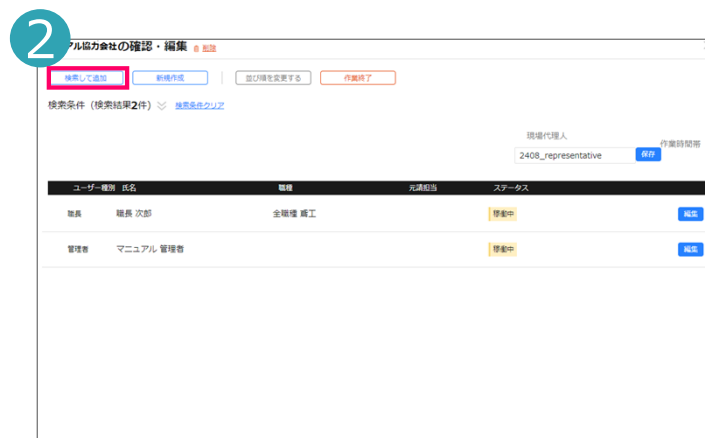 2
アル協力会社の確認・編集 削除
検索して追加 新規作成 並び順を変更する 作業終了
検索条件（検索結果2件） 検索条件クリア
現場代理人
作業時間帯
2408_representative 保存
ユーザー種別 氏名 職種 元請担当 ステータス
職長 職長 次郎 全職種 鳶工 稼働中 編集
管理者 マニュアル 管理者 稼働中 編集